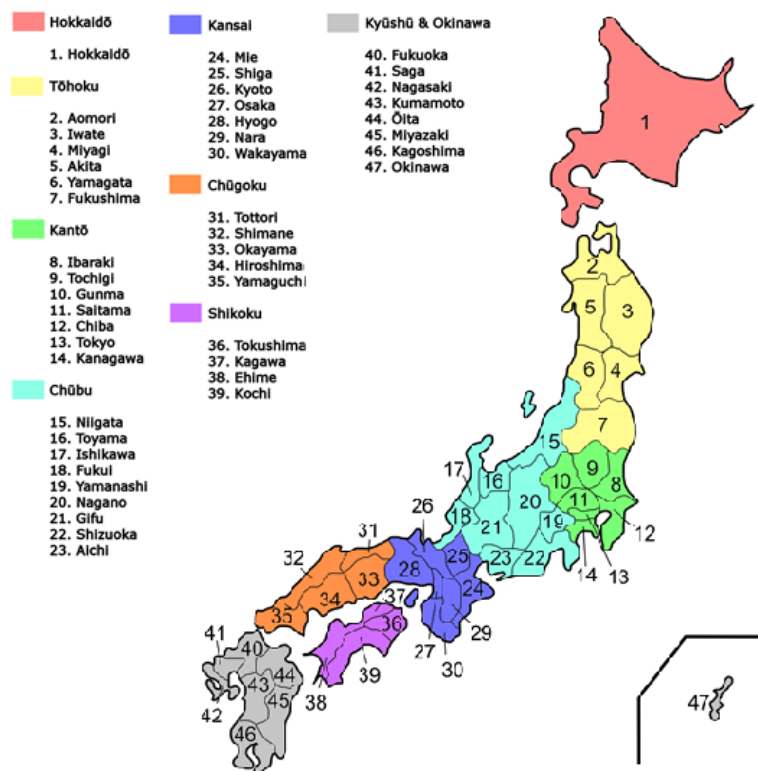 Hokkaidō
1. Hokkaidō
Tōhoku
2. Aomori
3. Iwate
4. Miyagi
5. Akita
6. Yamagata
7. Fukushima
Kantō
8. Ibaraki
9. Tochigi
10. Gunma
11. Saitama
12. Chiba
13. Tokyo
14. Kanagawa
Chūbu
15. Niigata
16. Toyama
17. Ishikawa
18. Fukui
19. Yamanashi
20. Nagano
21. Gifu
22. Shizuoka
23. Aichi
Kansai
24. Mie
25. Shiga
26. Kyoto
27. Osaka
28. Hyogo
29. Nara
30. Wakayama
Chūgoku
31. Tottori
32. Shimane
33. Okayama
34. Hiroshima
35. Yamaguchi
Shikoku
36. Tokushima
37. Kagawa
38. Ehime
39. Kochi
Kyūshū & Okinawa
40. Fukuoka
41. Saga
42. Nagasaki
43. Kumamoto
44. Ōita
45. Miyazaki
46. Kagoshima
47. Okinawa
1
2
5
3
6
4
7
15
9
17
16
10
8
20
11
18
21
19
12
26
31
25
23
22
14
13
32
28
33
24
37
34
35
36
29
27
30
41
40
39
38
44
43
42
45
46
47